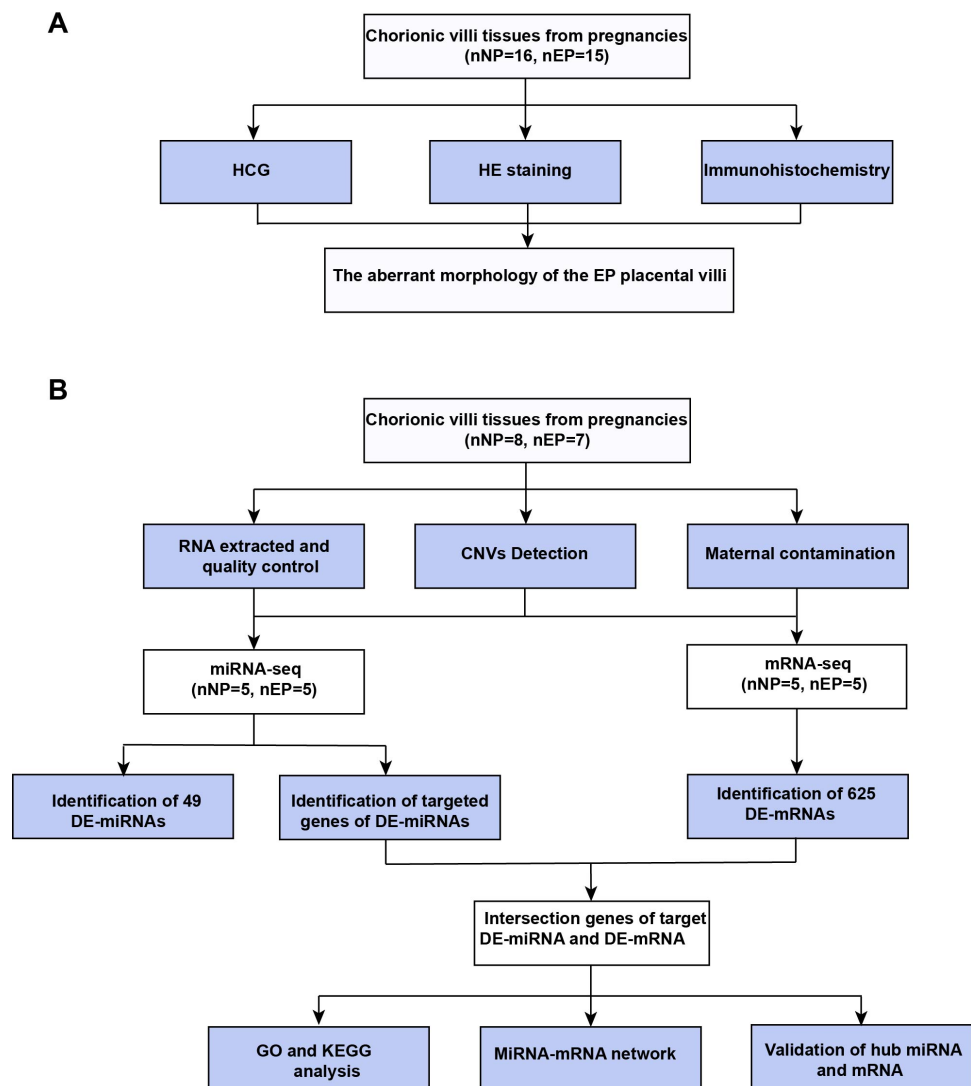 A
Chorionic villi tissues from pregnancies
(nNP=16, nEP=15)
HCG
HE staining
Immunohistochemistry
The aberrant morphology of the EP placental villi
B
Chorionic villi tissues from pregnancies
(nNP=8, nEP=7)
RNA extracted and
quality control
CNVs Detection
Maternal contamination
miRNA-seq
(nNP=5, nEP=5)
mRNA-seq
(nNP=5, nEP=5)
Identification of 49
DE-miRNAs
Identification of targeted
genes of DE-miRNAs
Identification of 625
DE-mRNAs
Intersection genes of target
DE-miRNA and DE-mRNA
GO and KEGG
analysis
MiRNA-mRNA network
Validation of hub miRNA
and mRNA